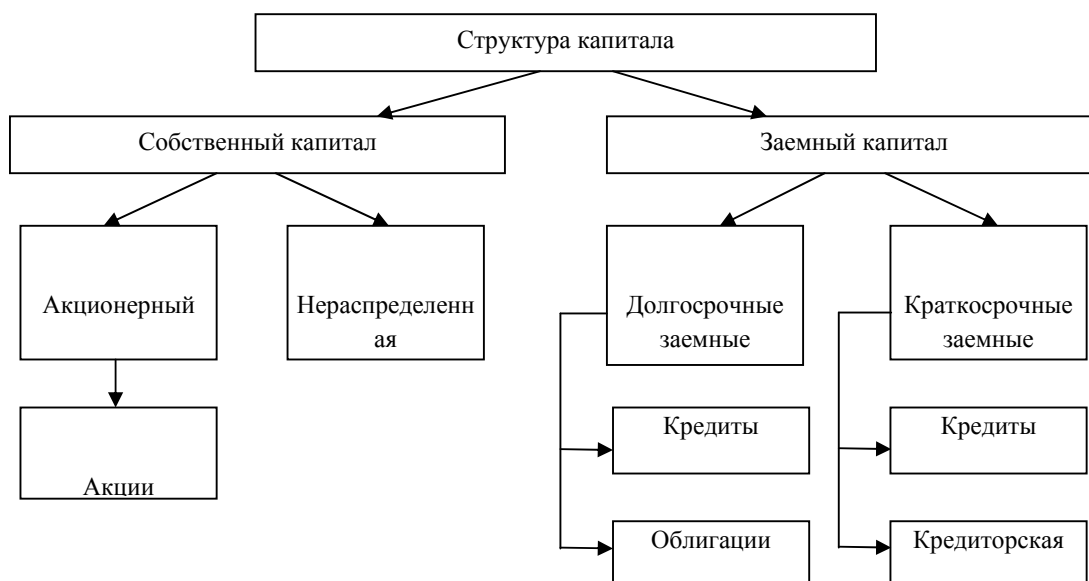 Структура капитала
Собственный капитал
Заемный капитал
Акционерный
Нераспределенн
ая
Долгосрочные
заемные
Краткосрочные
заемные
Акции
Кредиты
Кредиты
Облигации
Кредиторская